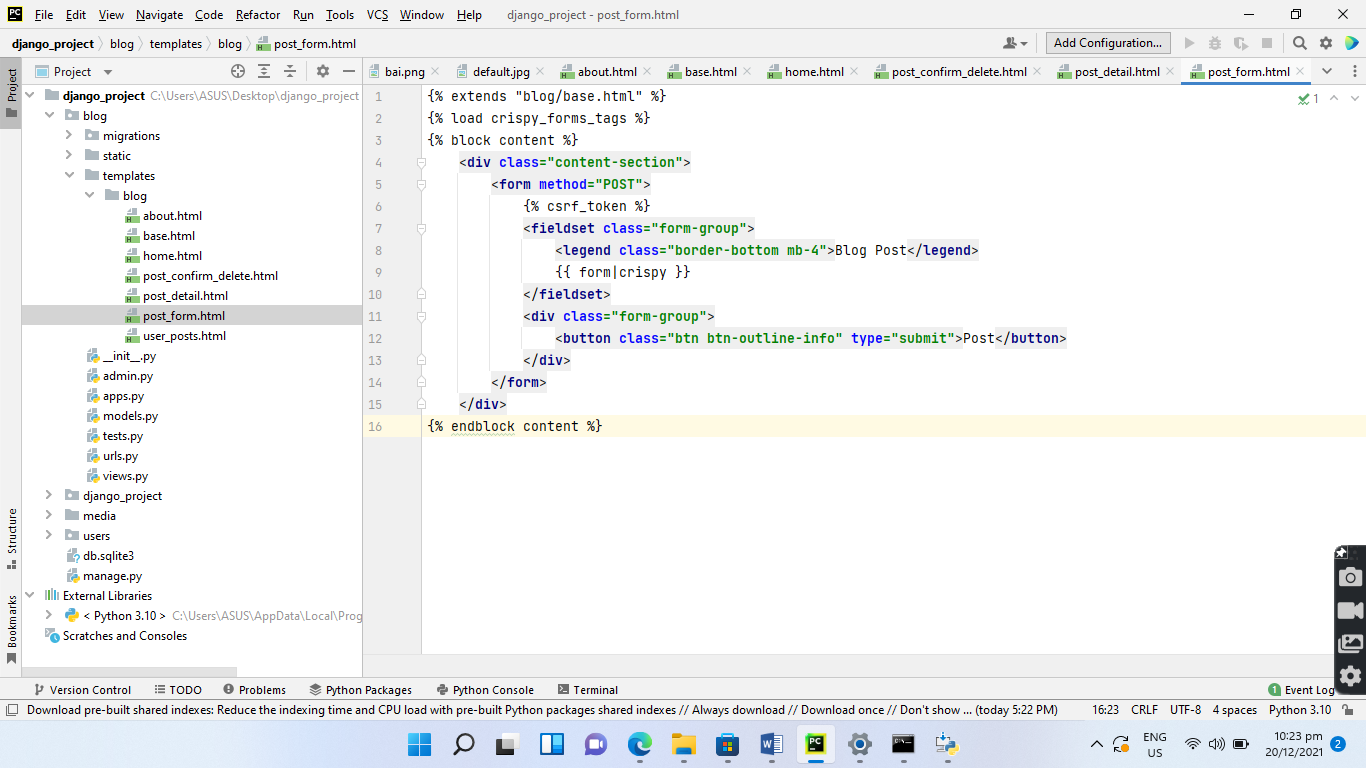 PC File Edit View Navigate Code Refactor Run Tools VCS Window Help django_project - post_form.html
django_project blog templates blog post_form.html Add Configuration...
Project
bai.png default.jpg about.html base.html home.html post_confirm_delete.html post_detail.html post_form.html
Project
Structure
Bookmarks
django_project C:\Users\ASUS\Desktop\django_project
blog
migrations
static
templates
blog
about.html
base.html
home.html
post_confirm_delete.html
post_detail.html
post_form.html
user_posts.html
__init__.py
admin.py
apps.py
models.py
tests.py
urls.py
views.py
django_project
media
users
db.sqlite3
manage.py
External Libraries
< Python 3.10 > C:\Users\ASUS\AppData\Local\Prog
Scratches and Consoles
1 {% extends "blog/base.html" %}
2 {% load crispy_forms_tags %}
3 {% block content %}
4 <div class="content-section">
5 <form method="POST">
6 {% csrf_token %}
7 <fieldset class="form-group">
8 <legend class="border-bottom mb-4">Blog Post</legend>
9 {{ form|crispy }}
10 </fieldset>
11 <div class="form-group">
12 <button class="btn btn-outline-info" type="submit">Post</button>
13 </div>
14 </form>
15 </div>
16 {% endblock content %}
1
Version Control TODO Problems Python Packages Python Console Terminal 1 Event Log
Download pre-built shared indexes: Reduce the indexing time and CPU load with pre-built Python packages shared indexes // Always download // Download once // Don't show ... (today 5:22 PM) 16:23 CRLF UTF-8 4 spaces Python 3.10
PC
ENG
US
10:23 pm
20/12/2021
2